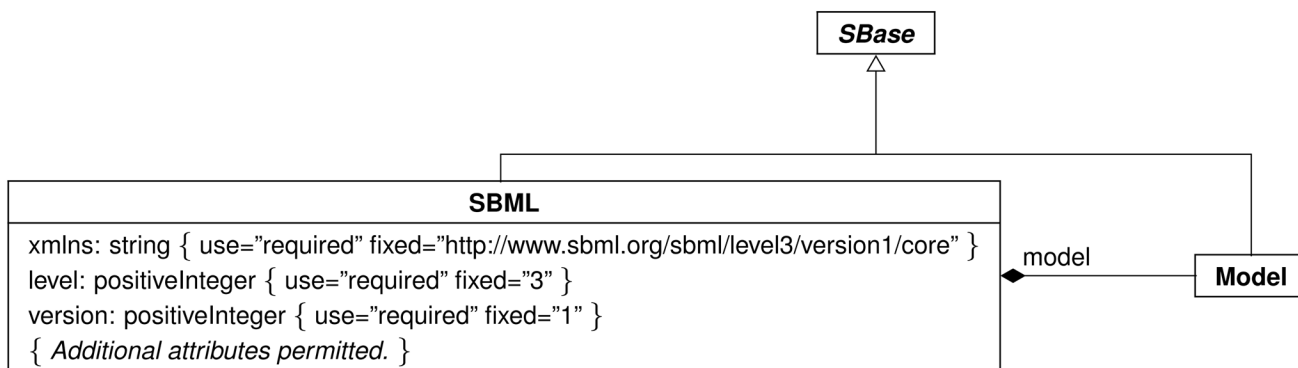 SBase
SBML
xmlns: string { use=”required” fixed=”http://www.sbml.org/sbml/level3/version1/core” }
level: positiveInteger { use=”required” fixed=”3” }
version: positiveInteger { use=”required” fixed=”1” }
{ Additional attributes permitted. }
model
Model